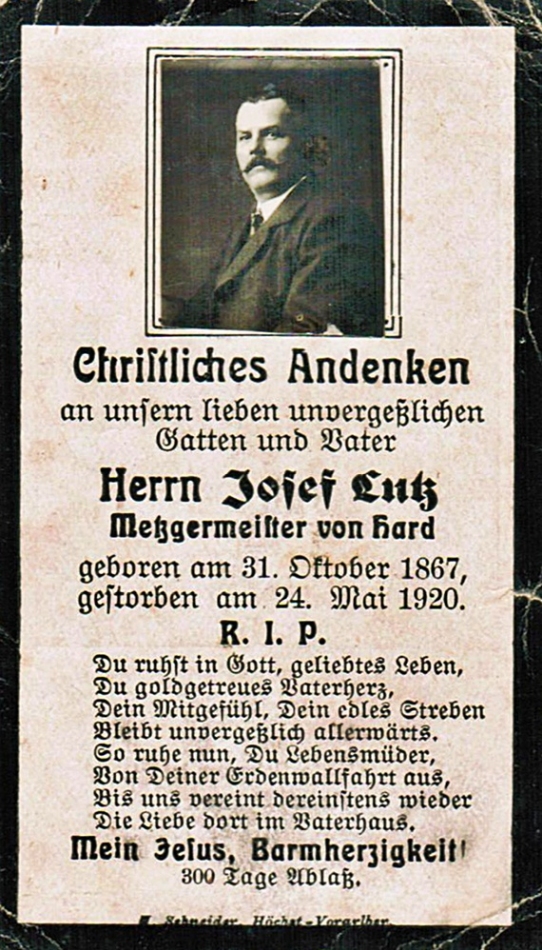 Christliches Andenken
an unsern lieben unvergeßlichen
Gatten und Vater
Herrn Josef Lutz
Metzgermeister von Hard
geboren am 31. Oktober 1867,
gestorben am 24. Mai 1920.
R. I. P.
Du ruhst in Gott, geliebtes Leben,
Du goldgetreues Vaterherz,
Dein Mitgefühl, Dein edles Streben
Bleibt unvergeßlich allerwärts.
So ruhe nun, Du Lebensmüder,
Von Deiner Erdenwallfahrt aus,
Bis uns vereint dereinstens wieder
Die Liebe dort im Vaterhaus.
Mein Jesus, Barmherzigkeit!
300 Tage Ablaß.
Schneider, Höchst-Vorarlber.